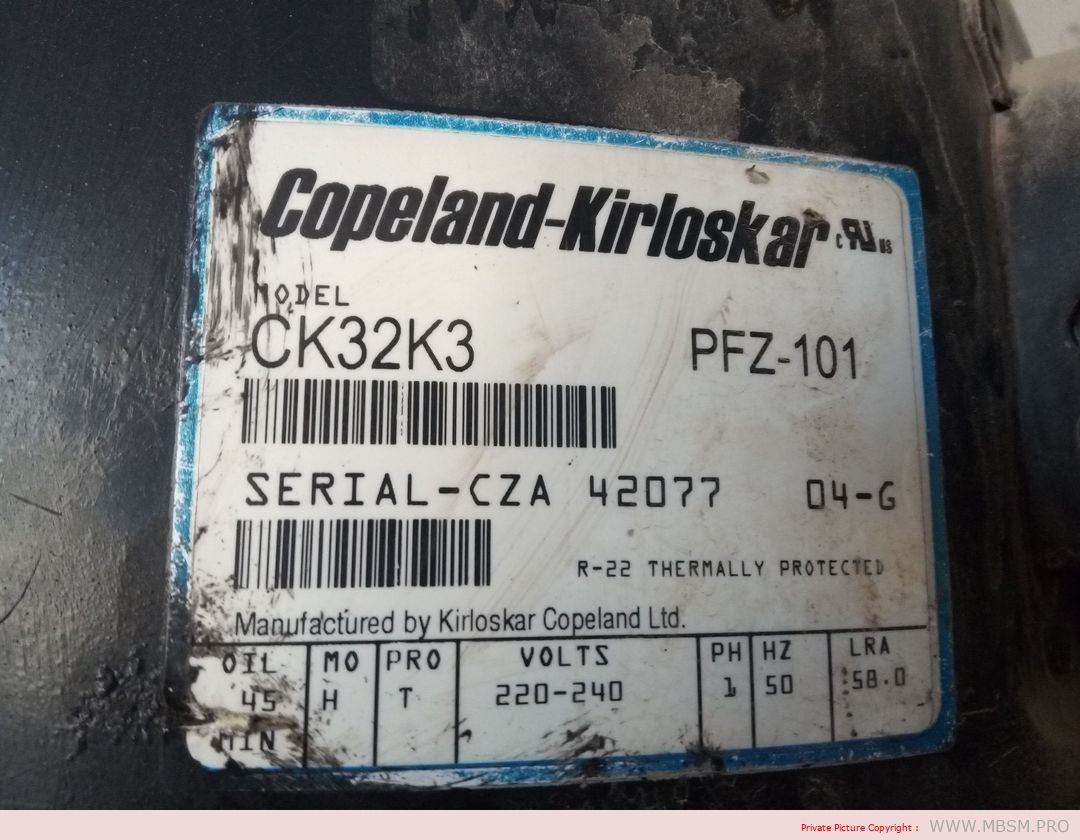 Copeland-Kirloskar c RU us
MODEL
CK32K3 PFZ-101
SERIAL-CZA 42077 04-G
R-22 THERMALLY PROTECTED
Manufactured by Kirloskar Copeland Ltd.
OIL MO PRO VOLTS PH HZ LRA
45 H T 220-240 1 50 58.0
MIN
Private Picture Copyright : WWW.MBSM.PRO